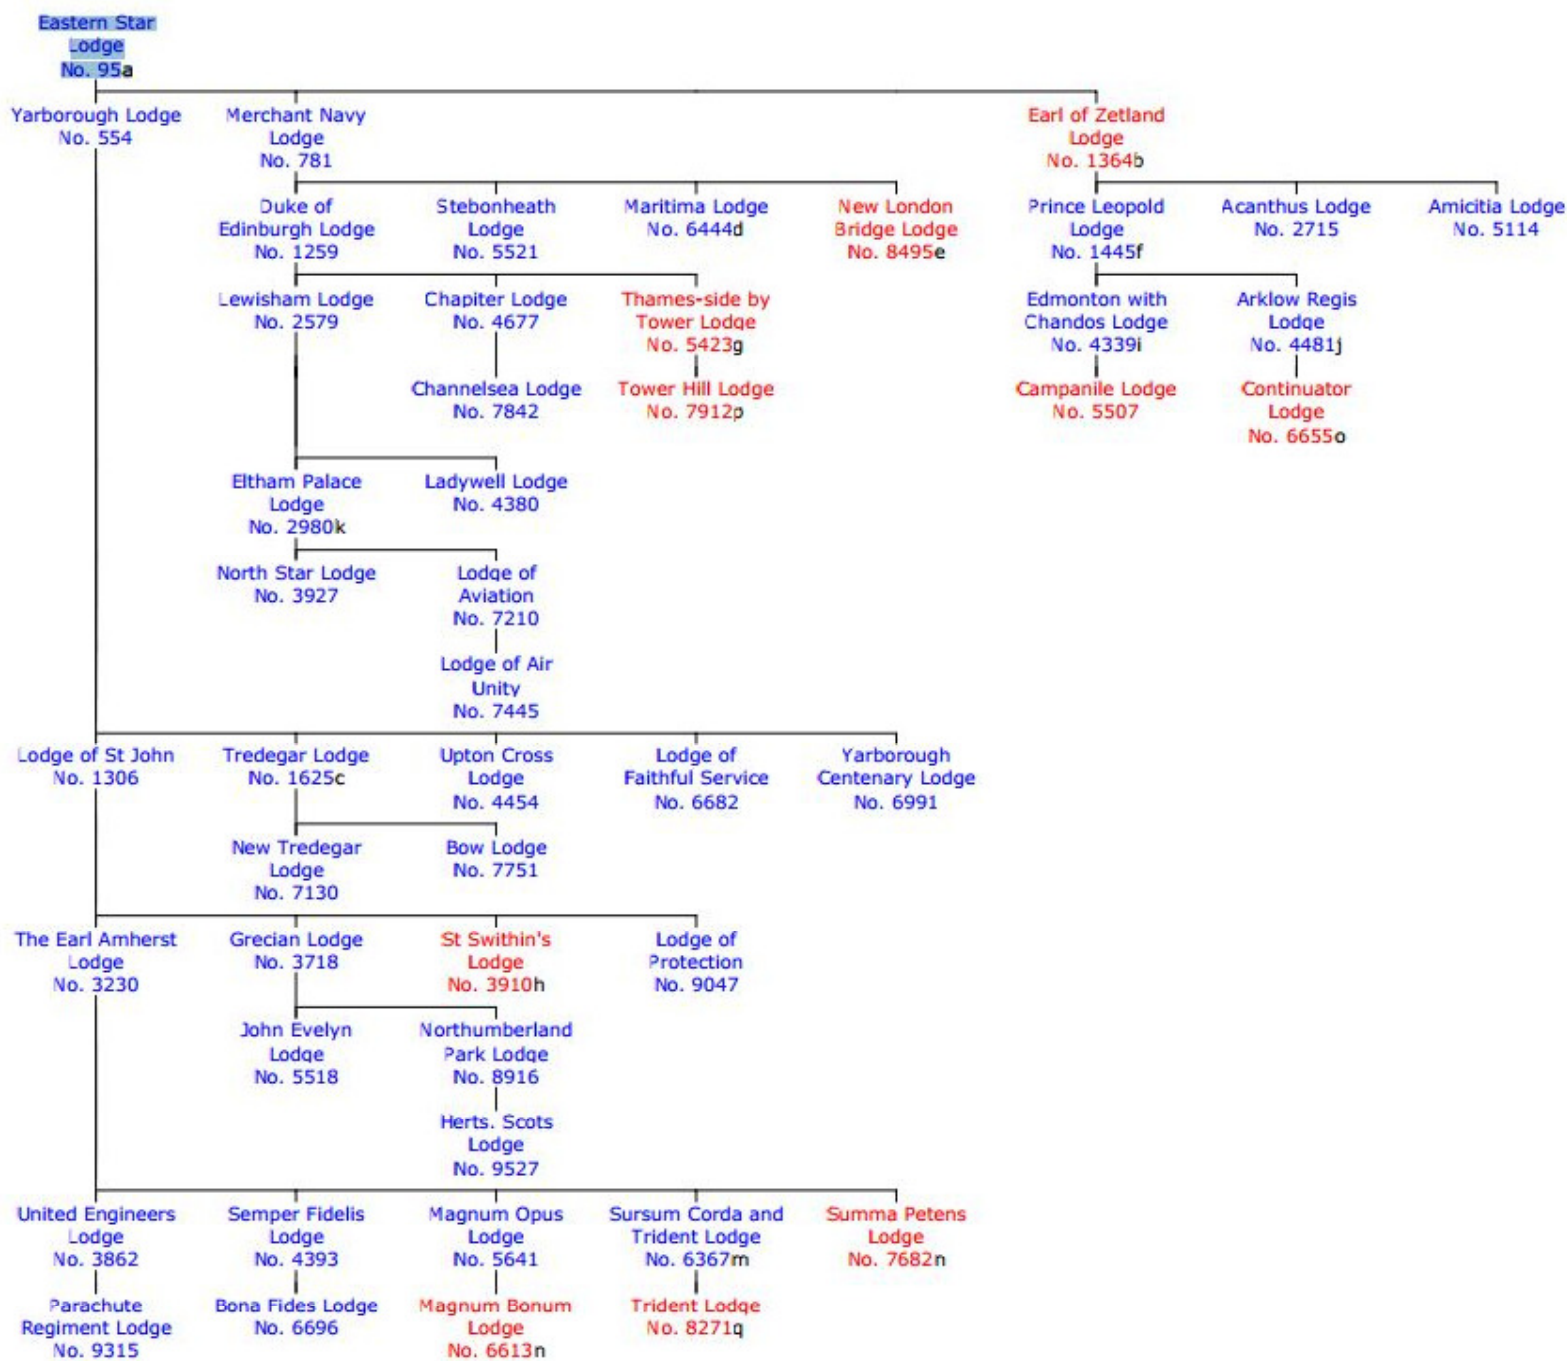 Eastern Star
Lodge
No. 95a
Yarborough Lodge
No. 554
Merchant Navy
Lodge
No. 781
Earl of Zetland
Lodge
No. 1364b
Duke of
Edinburgh Lodge
No. 1259
Stebonheath
Lodge
No. 5521
Maritima Lodge
No. 6444d
New London
Bridge Lodge
No. 8495e
Prince Leopold
Lodge
No. 1445f
Acanthus Lodge
No. 2715
Amicitia Lodge
No. 5114
Lewisham Lodge
No. 2579
Chapiter Lodge
No. 4677
Thames-side by
Tower Lodge
No. 5423g
Edmonton with
Chandos Lodge
No. 4339i
Arklow Regis
Lodge
No. 4481j
Channelsea Lodge
No. 7842
Tower Hill Lodge
No. 7912p
Campanile Lodge
No. 5507
Continuator
Lodge
No. 6655o
Eltham Palace
Lodge
No. 2980k
Ladywell Lodge
No. 4380
North Star Lodge
No. 3927
Lodge of
Aviation
No. 7210
Lodge of Air
Unity
No. 7445
Lodge of St John
No. 1306
Tredegar Lodge
No. 1625c
Upton Cross
Lodge
No. 4454
Lodge of
Faithful Service
No. 6682
Yarborough
Centenary Lodge
No. 6991
New Tredegar
Lodge
No. 7130
Bow Lodge
No. 7751
The Earl Amherst
Lodge
No. 3230
Grecian Lodge
No. 3718
St Swithin's
Lodge
No. 3910h
Lodge of
Protection
No. 9047
John Evelyn
Lodge
No. 5518
Northumberland
Park Lodge
No. 8916
Herts. Scots
Lodge
No. 9527
United Engineers
Lodge
No. 3862
Semper Fidelis
Lodge
No. 4393
Magnum Opus
Lodge
No. 5641
Sursum Corda and
Trident Lodge
No. 6367m
Summa Petens
Lodge
No. 7682n
Parachute
Regiment Lodge
No. 9315
Bona Fides Lodge
No. 6696
Magnum Bonum
Lodge
No. 6613n
Trident Lodge
No. 8271q